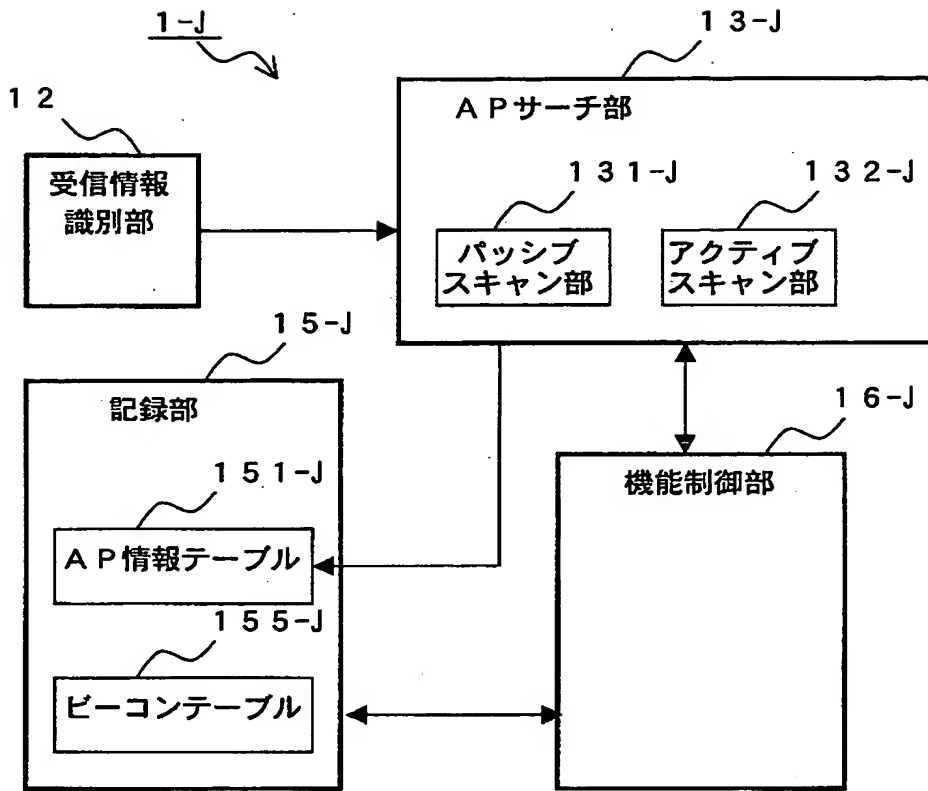 1-J
13-J
12
APサーチ部
受信情報
識別部
131-J
132-J
パッシブ
スキャン部
アクティブ
スキャン部
15-J
記録部
16-J
151-J
機能制御部
AP情報テーブル
155-J
ビーコンテーブル